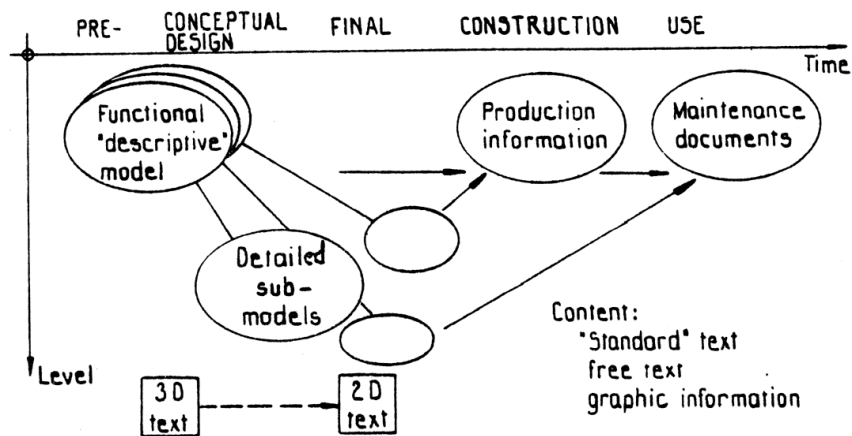 PRE- CONCEPTUAL FINAL CONSTRUCTION USE
DESIGN
Time
Functional
"descriptive"
model
Production
information
Maintenance
documents
Detailed
sub-
models
Content:
"Standard" text
free text
graphic information
Level
3D
text
2D
text